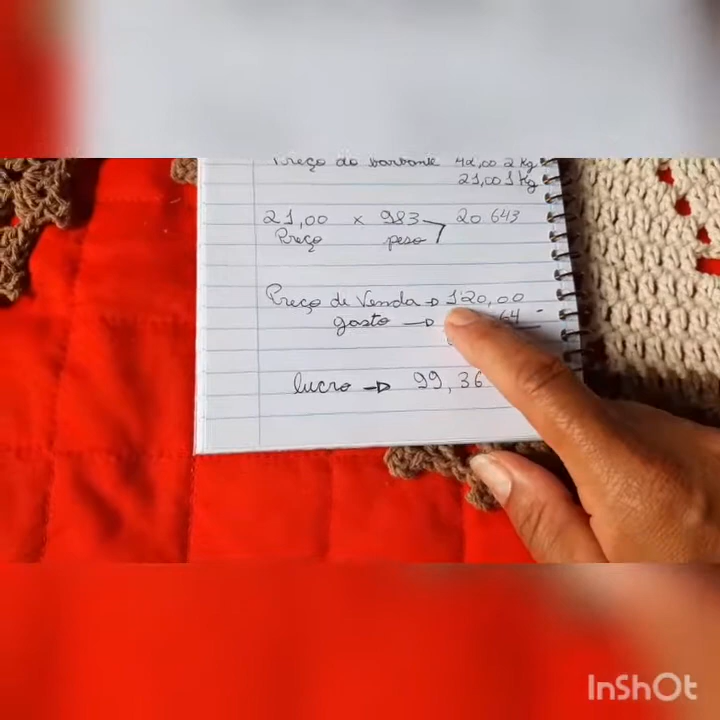 Preço do barbante 42,00 2 kg
21,00 1 kg
21,00 x 983 20 643
Preço peso
Preço de Venda → 120,00
gasto → 64 -
lucro → 99,36
InShOt